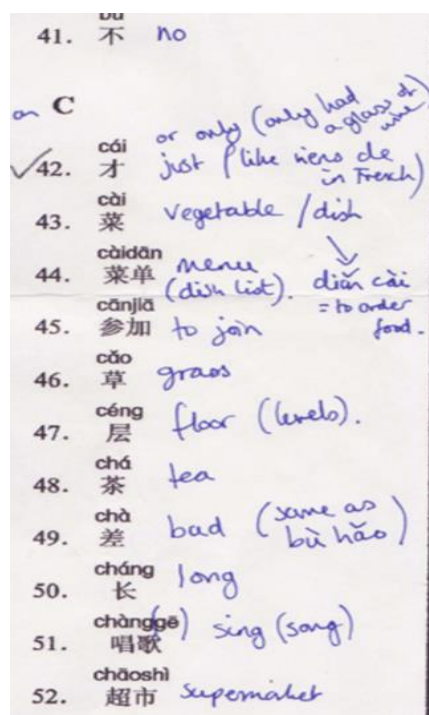 bù
41. 不 no
on C
or only (only had a glass of wine)
cái
✓42. 才 just (like viens de in French)
cài
43. 菜 vegetable / dish
càidān
44. 菜单 menu (dish list).
diǎn cài = to order food.
cānjiā
45. 参加 to join
cǎo
46. 草 grass
céng
47. 层 floor (levels).
chá
48. 茶 tea
chà
49. 差 bad (same as bù hǎo)
cháng
50. 长 long
chànggē
51. 唱歌 sing (song)
chāoshì
52. 超市 supermarket